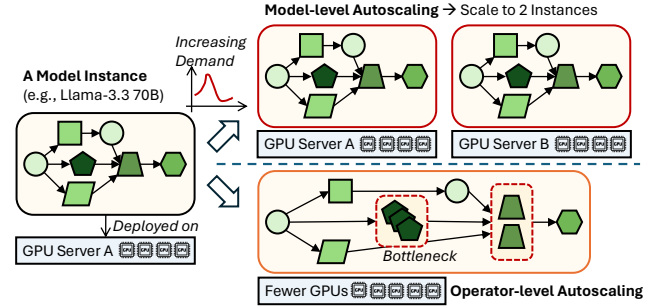 Model-level Autoscaling → Scale to 2 Instances
Increasing
Demand
A Model Instance
(e.g., Llama-3.3 70B)
GPU Server A
GPU Server B
Deployed on
GPU Server A
Bottleneck
Fewer GPUs
Operator-level Autoscaling